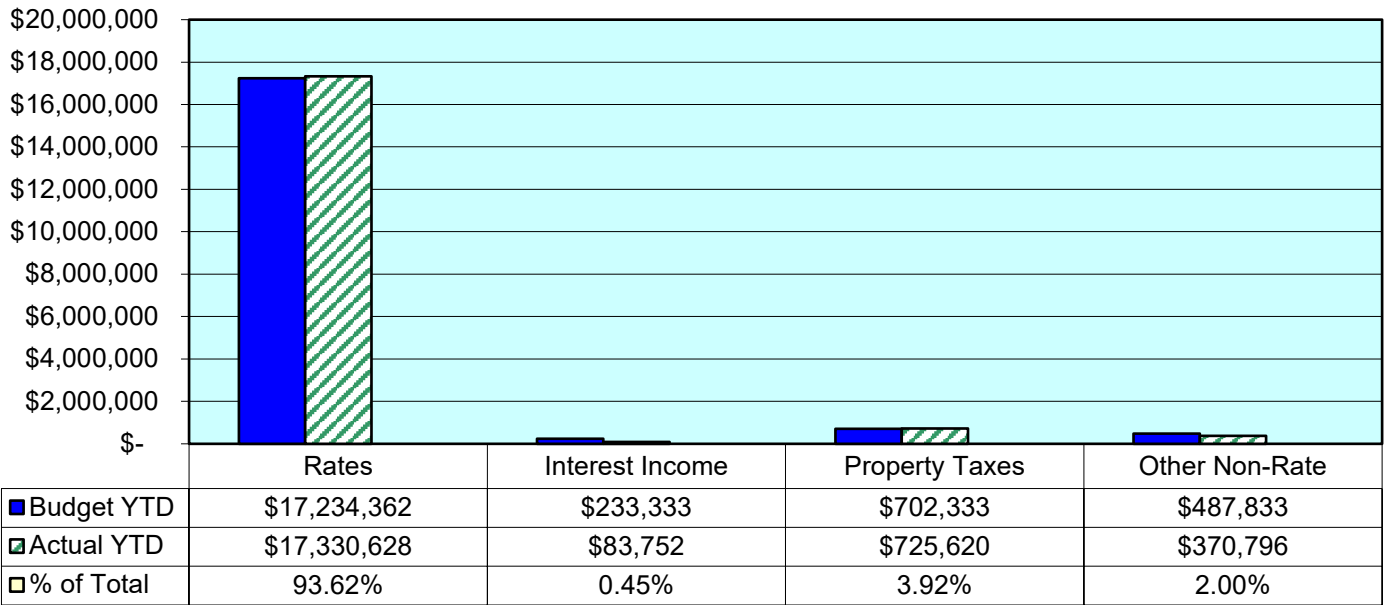 $20,000,000
$18,000,000
$16,000,000
$14,000,000
$12,000,000
$10,000,000
$8,000,000
$6,000,000
$4,000,000
$2,000,000
$-
Rates Interest Income Property Taxes Other Non-Rate
Budget YTD $17,234,362 $233,333 $702,333 $487,833
Actual YTD $17,330,628 $83,752 $725,620 $370,796
% of Total 93.62% 0.45% 3.92% 2.00%